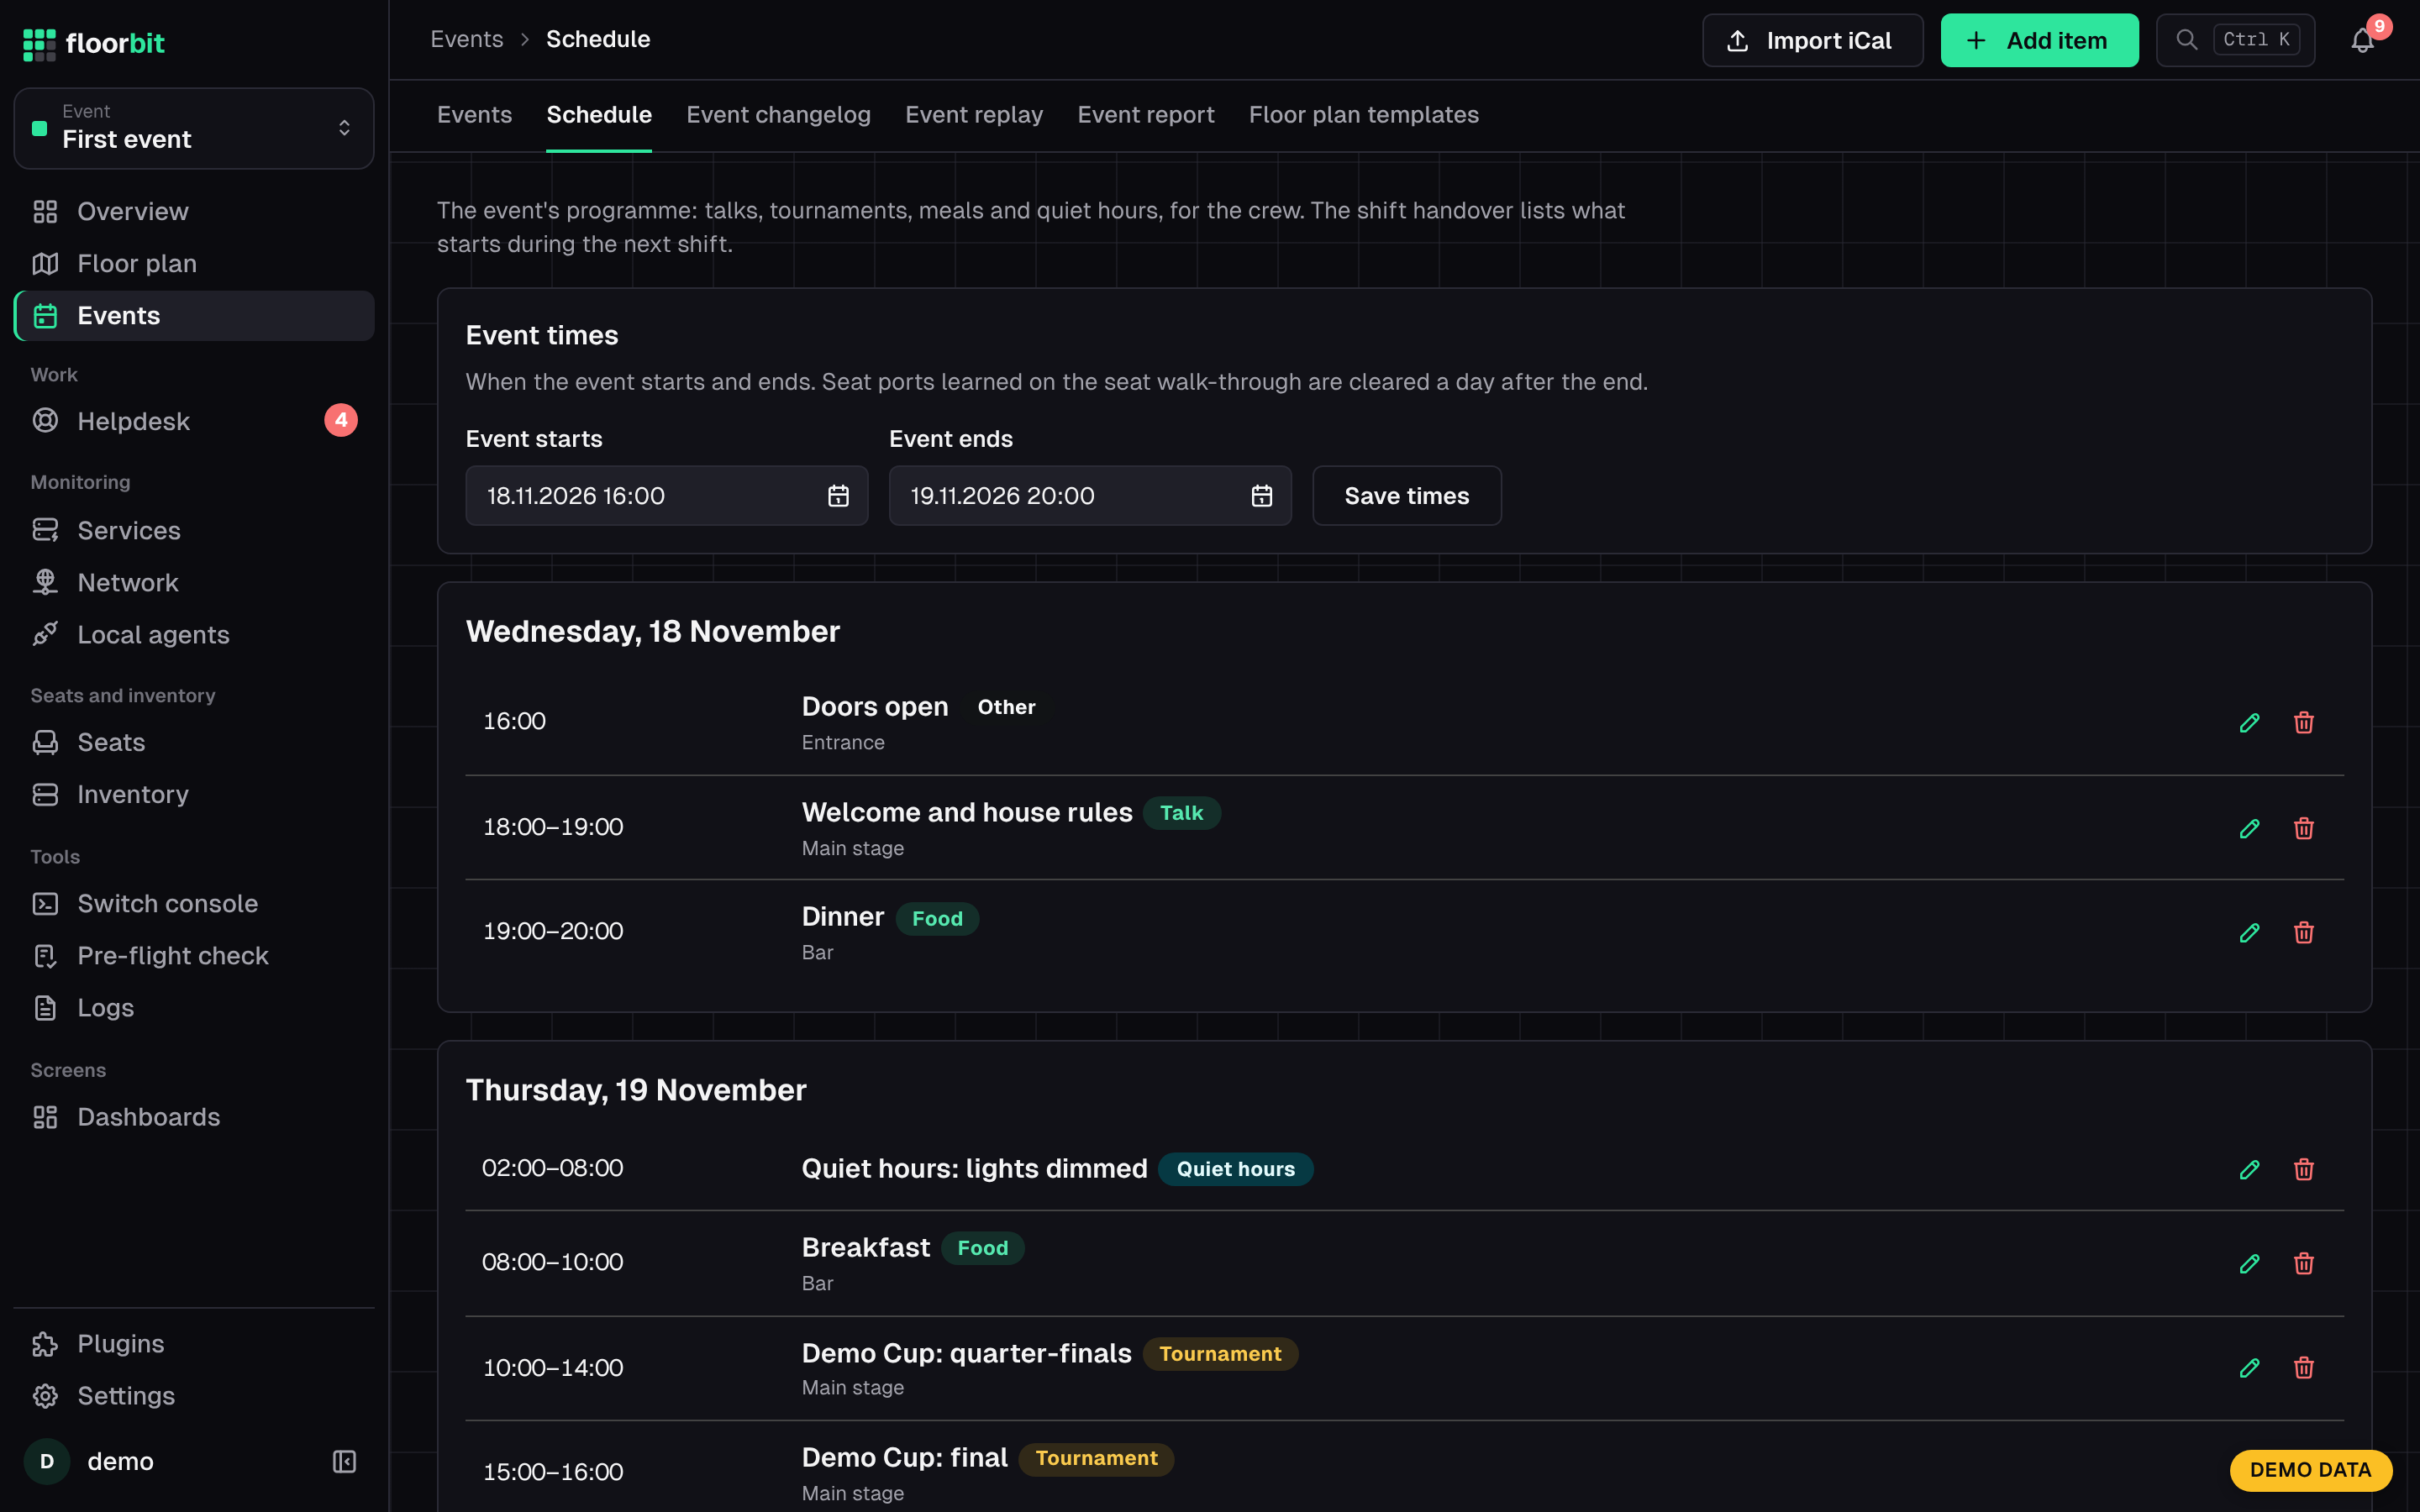 floorbit
Event
First event
Overview
Floor plan
Events
Work
Helpdesk 4
Monitoring
Services
Network
Local agents
Seats and inventory
Seats
Inventory
Tools
Switch console
Pre-flight check
Logs
Screens
Dashboards
Plugins
Settings
D demo
Events > Schedule
Import iCal
+ Add item
Ctrl K
9
Events Schedule Event changelog Event replay Event report Floor plan templates
The event's programme: talks, tournaments, meals and quiet hours, for the crew. The shift handover lists what
starts during the next shift.
Event times
When the event starts and ends. Seat ports learned on the seat walk-through are cleared a day after the end.
Event starts Event ends
18.11.2026 16:00 19.11.2026 20:00 Save times
Wednesday, 18 November
16:00 Doors open Other
Entrance
18:00–19:00 Welcome and house rules Talk
Main stage
19:00–20:00 Dinner Food
Bar
Thursday, 19 November
02:00–08:00 Quiet hours: lights dimmed Quiet hours
08:00–10:00 Breakfast Food
Bar
10:00–14:00 Demo Cup: quarter-finals Tournament
Main stage
15:00–16:00 Demo Cup: final Tournament
Main stage
DEMO DATA